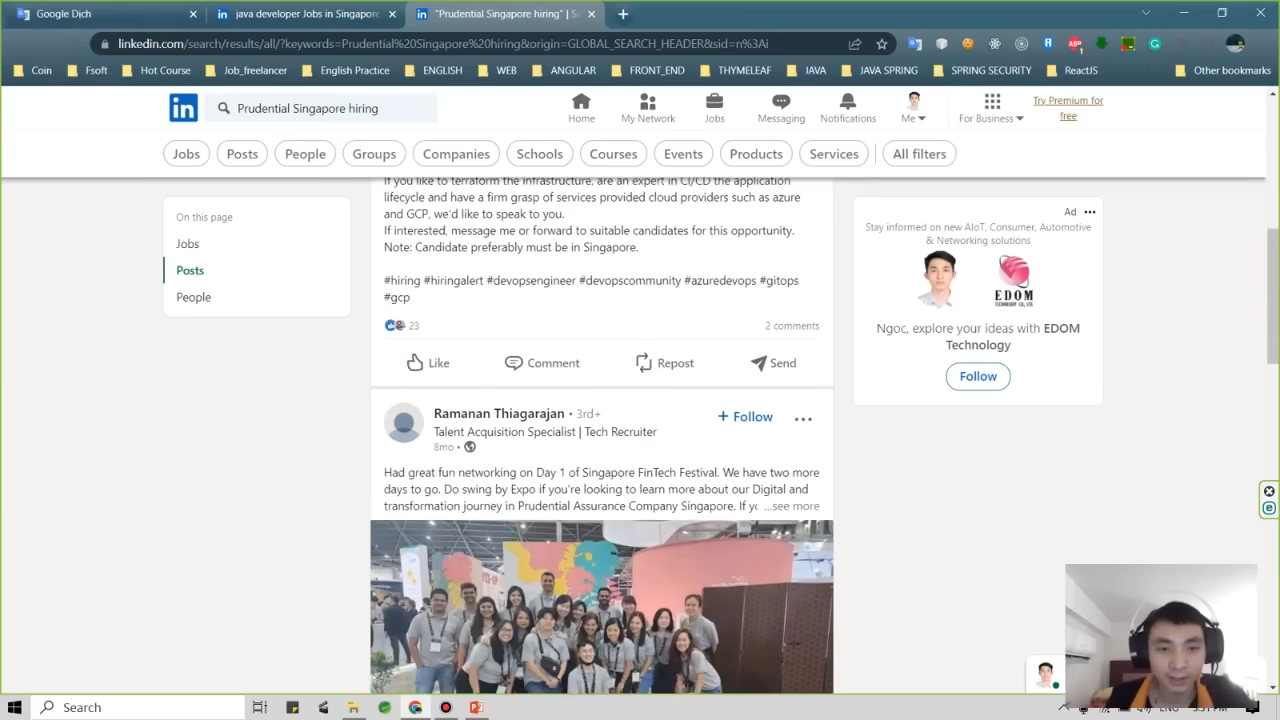 Google Dịch
java developer Jobs in Singapore
"Prudential Singapore hiring" | S
linkedin.com/search/results/all/?keywords=Prudential%20Singapore%20hiring&origin=GLOBAL_SEARCH_HEADER&sid=n%3Ai
Coin
Fsoft
Hot Course
Job_freelancer
English Practice
ENGLISH
WEB
ANGULAR
FRONT_END
THYMELEAF
JAVA
JAVA SPRING
SPRING SECURITY
ReactJS
Other bookmarks
in
Prudential Singapore hiring
Home
My Network
Jobs
Messaging
Notifications
Me
For Business
Try Premium for
free
Jobs
Posts
People
Groups
Companies
Schools
Courses
Events
Products
Services
All filters
On this page
Jobs
Posts
People
If you like to terraform the infrastructure, are an expert in CI/CD the application
lifecycle and have a firm grasp of services provided cloud providers such as azure
and GCP, we'd like to speak to you.
If interested, message me or forward to suitable candidates for this opportunity.
Note: Candidate preferably must be in Singapore.
#hiring #hiringalert #devopsengineer #devopscommunity #azuredevops #gitops
#gcp
23
2 comments
Like
Comment
Repost
Send
Ramanan Thiagarajan • 3rd+
Talent Acquisition Specialist | Tech Recruiter
8mo •
+ Follow
Had great fun networking on Day 1 of Singapore FinTech Festival. We have two more
days to go. Do swing by Expo if you're looking to learn more about our Digital and
transformation journey in Prudential Assurance Company Singapore. If yo ...see more
Ad
Stay informed on new AIoT, Consumer, Automotive
& Networking solutions
EDOM
TECHNOLOGY CO., LTD.
Ngoc, explore your ideas with EDOM
Technology
Follow
Search
ENG